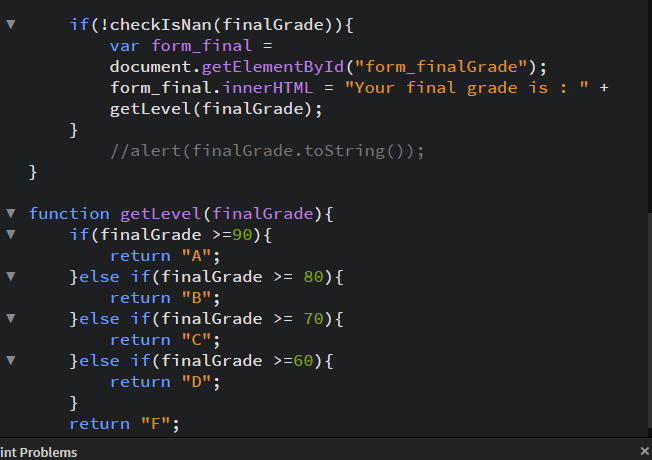 if(!checkIsNan(finalGrade)){
var form_final =
document.getElementById("form_finalGrade");
form_final.innerHTML = "Your final grade is : " +
getLevel(finalGrade);
}
//alert(finalGrade.toString());
}
function getLevel(finalGrade){
if(finalGrade >=90){
return "A";
}else if(finalGrade >= 80){
return "B";
}else if(finalGrade >= 70){
return "C";
}else if(finalGrade >=60){
return "D";
}
return "F";
int Problems